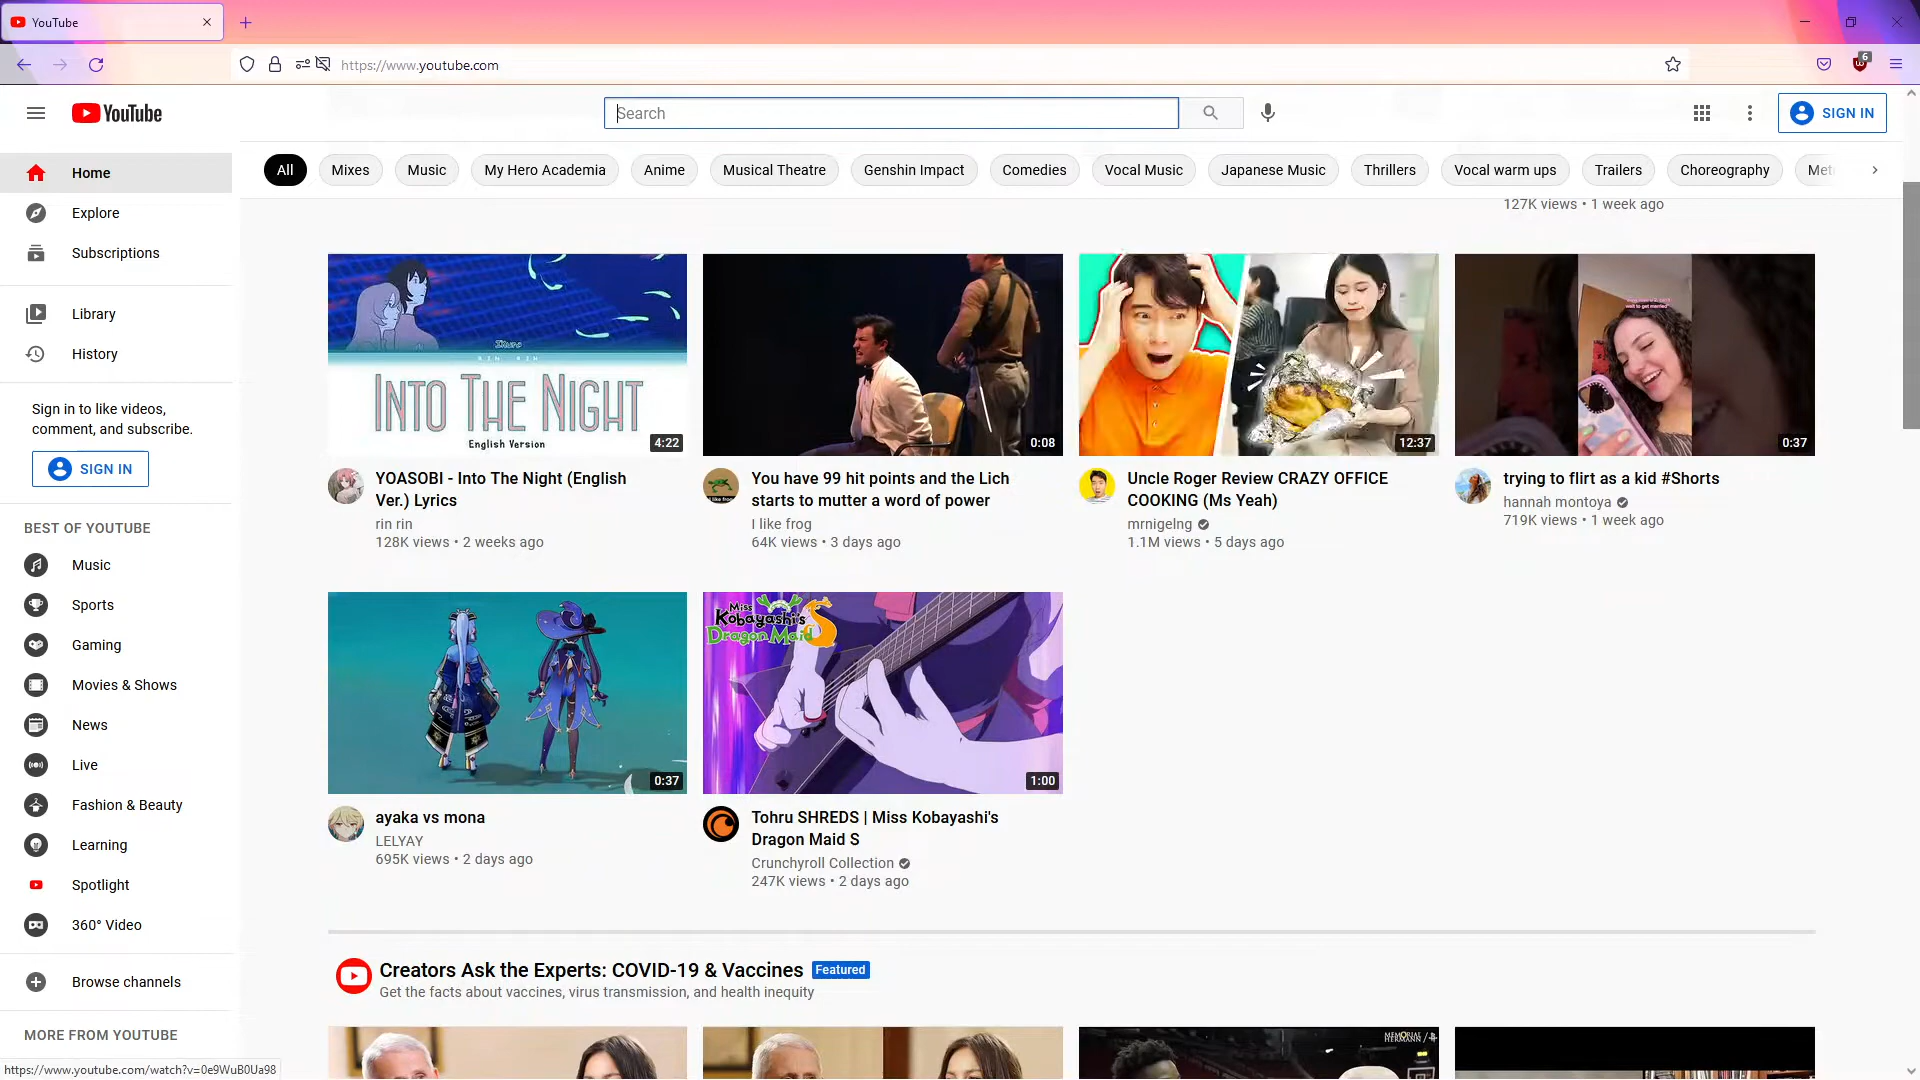 YouTube
https://www.youtube.com
6
YouTube
Search
SIGN IN
Home
Explore
Subscriptions
Library
History
Sign in to like videos,
comment, and subscribe.
SIGN IN
BEST OF YOUTUBE
Music
Sports
Gaming
Movies & Shows
News
Live
Fashion & Beauty
Learning
Spotlight
360° Video
Browse channels
MORE FROM YOUTUBE
https://www.youtube.com/watch?v=0e9WuB0Ua98
All Mixes Music My Hero Academia Anime Musical Theatre Genshin Impact Comedies Vocal Music Japanese Music Thrillers Vocal warm ups Trailers Choreography
127K views • 1 week ago
INTO THE NIGHT
English Version
4:22
YOASOBI - Into The Night (English
Ver.) Lyrics
rin rin
128K views • 2 weeks ago
0:08
I like frog
You have 99 hit points and the Lich
starts to mutter a word of power
I like frog
64K views • 3 days ago
12:37
Uncle Roger Review CRAZY OFFICE
COOKING (Ms Yeah)
mrnigelng
1.1M views • 5 days ago
0:37
trying to flirt as a kid #Shorts
hannah montoya
719K views • 1 week ago
0:37
ayaka vs mona
LELYAY
695K views • 2 days ago
Miss
Kobayashi's
Dragon Maid S
1:00
Tohru SHREDS | Miss Kobayashi's
Dragon Maid S
Crunchyroll Collection
247K views • 2 days ago
Creators Ask the Experts: COVID-19 & Vaccines Featured
Get the facts about vaccines, virus transmission, and health inequity
MEMORIAL
HERMANN